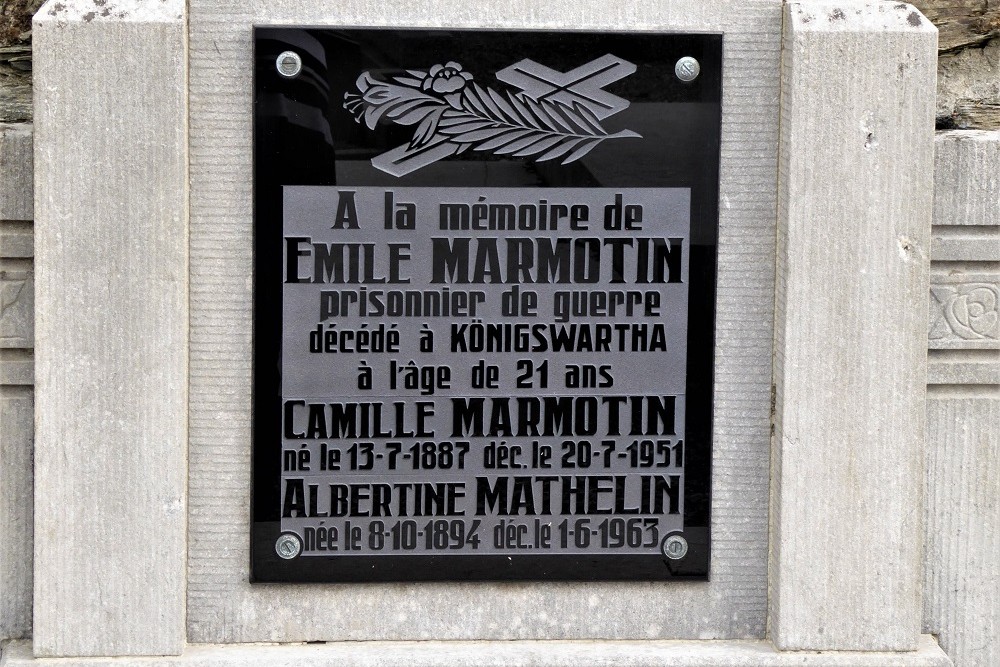 A la mémoire de
EMILE MARMOTIN
prisonnier de guerre
décédé à KÖNIGSWARTHA
à l'âge de 21 ans
CAMILLE MARMOTIN
né le 13-7-1887 déc. le 20-7-1951
ALBERTINE MATHELIN
née le 8-10-1894 déc. le 1-6-1963